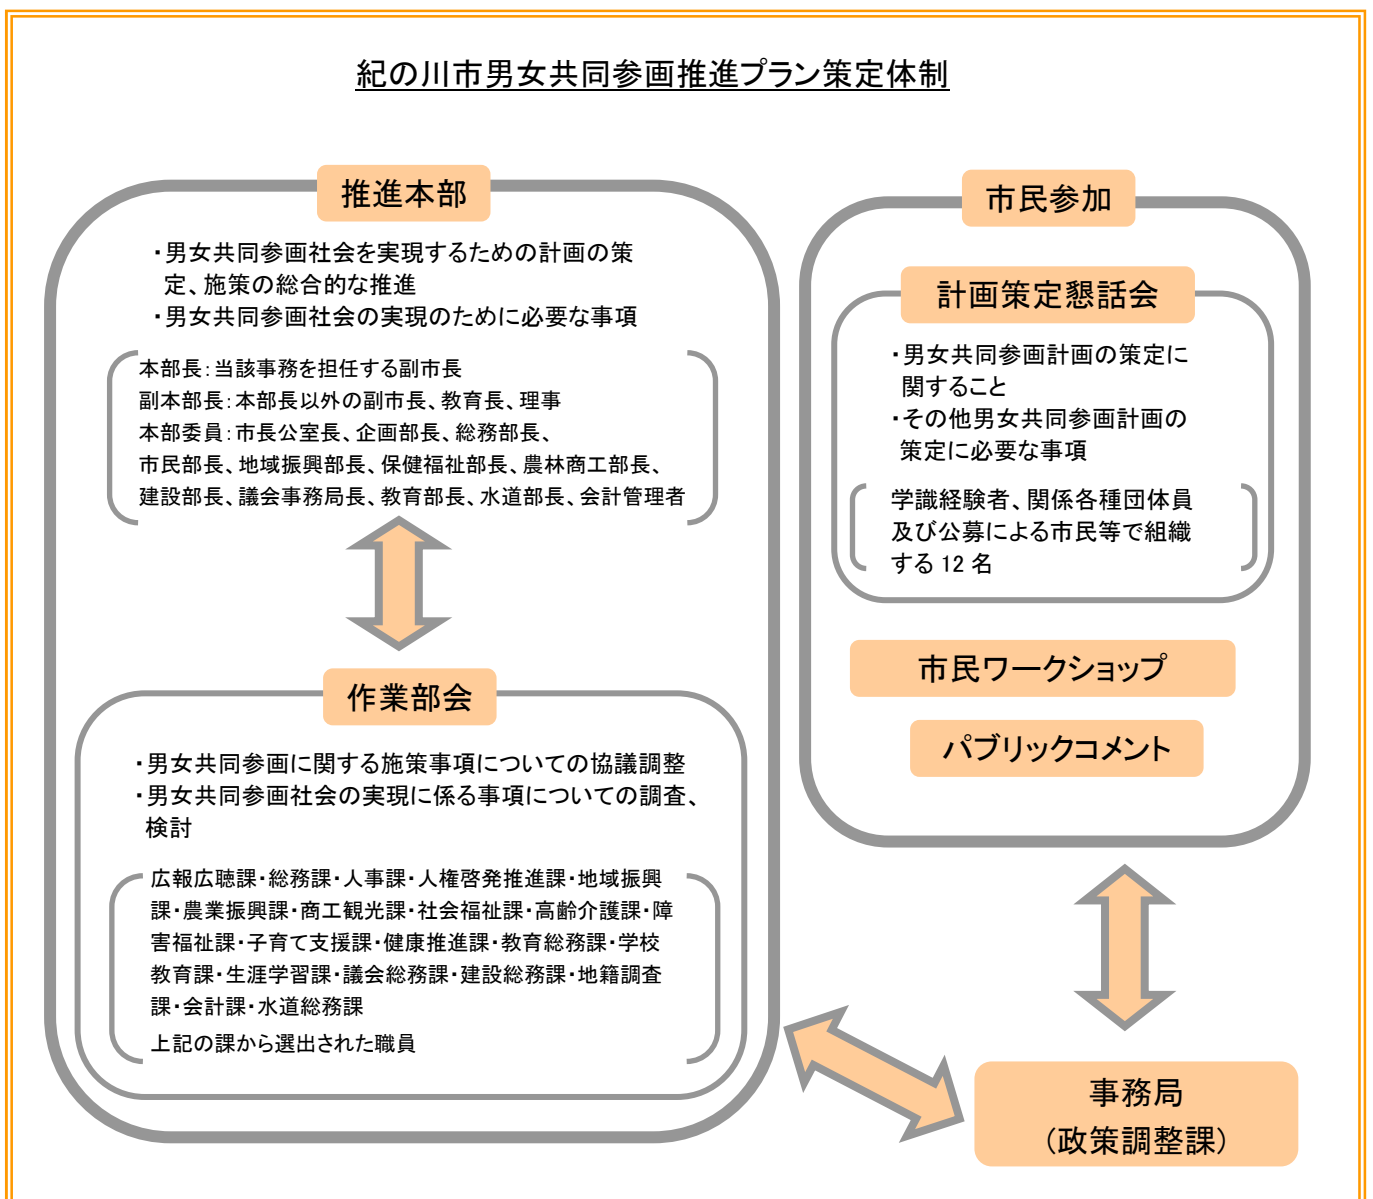 紀の川市男女共同参画推進プラン策定体制
推進本部
・男女共同参画社会を実現するための計画の策
定、施策の総合的な推進
・男女共同参画社会の実現のために必要な事項
本部長：当該事務を担任する副市長
副本部長：本部長以外の副市長、教育長、理事
本部委員：市長公室長、企画部長、総務部長、
市民部長、地域振興部長、保健福祉部長、農林商工部長、
建設部長、議会事務局長、教育部長、水道部長、会計管理者
作業部会
・男女共同参画に関する施策事項についての協議調整
・男女共同参画社会の実現に係る事項についての調査、
検討
広報広聴課・総務課・人事課・人権啓発推進課・地域振興
課・農業振興課・商工観光課・社会福祉課・高齢介護課・障
害福祉課・子育て支援課・健康推進課・教育総務課・学校
教育課・生涯学習課・議会総務課・建設総務課・地籍調査
課・会計課・水道総務課
上記の課から選出された職員
市民参加
計画策定懇話会
・男女共同参画計画の策定に
関すること
・その他男女共同参画計画の
策定に必要な事項
学識経験者、関係各種団体員
及び公募による市民等で組織
する 12 名
市民ワークショップ
パブリックコメント
事務局
（政策調整課）